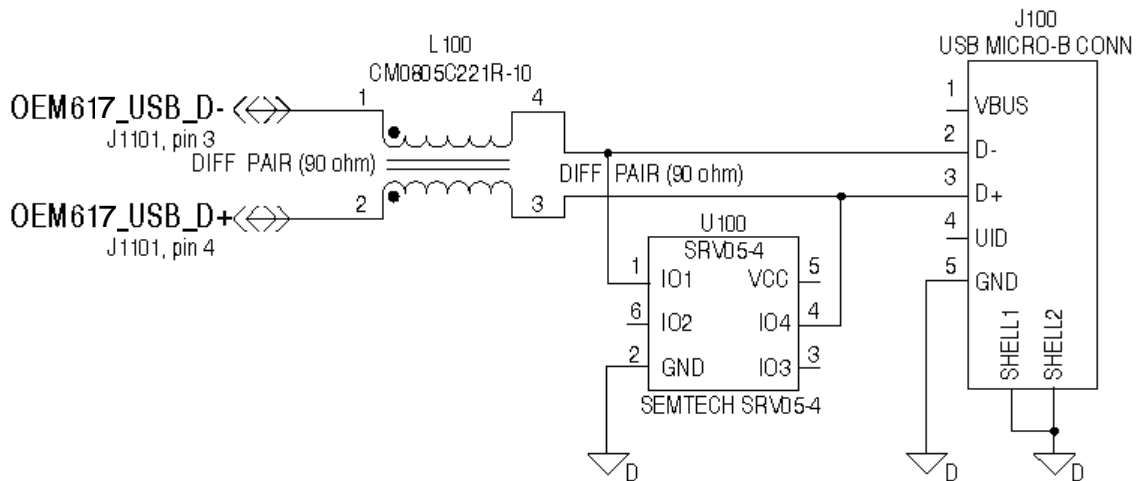 J100
USB MICRO-B CONN
L100
CM0805C221R-10
OEM617_USB_D-
J1101, pin 3
1
4
1
VBUS
2
D-
DIFF PAIR (90 ohm)
DIFF PAIR (90 ohm)
3
D+
OEM617_USB_D+
J1101, pin 4
2
3
4
UID
U100
SRV05-4
1
IO1
VCC
5
5
GND
6
IO2
IO4
4
2
GND
IO3
3
SHELL1
SHELL2
SEMTECH SRV05-4
D
D
D